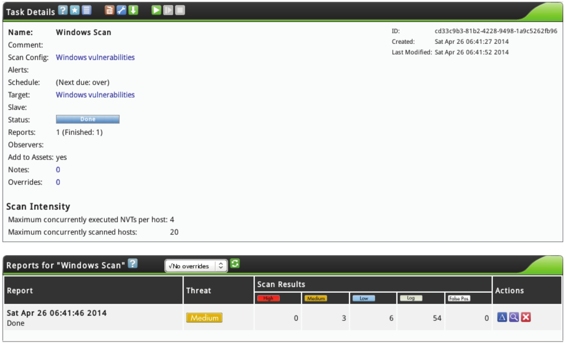 Task Details
Name: Windows Scan
ID: cd33c9b3-81b2-4228-9498-1a9c5262fb96
Comment:
Created: Sat Apr 26 06:41:27 2014
Scan Config: Windows vulnerabilities
Last Modified: Sat Apr 26 06:41:52 2014
Alerts:
Schedule: (Next due: over)
Target: Windows vulnerabilities
Slave:
Status: Done
Reports: 1 (Finished: 1)
Observers:
Add to Assets: yes
Notes: 0
Overrides: 0
Scan Intensity
Maximum concurrently executed NVTs per host: 4
Maximum concurrently scanned hosts: 20
Reports for "Windows Scan" √No overrides
Report Threat Scan Results Actions
High Medium Low Log False Pos.
Sat Apr 26 06:41:46 2014
Done Medium 0 3 6 54 0